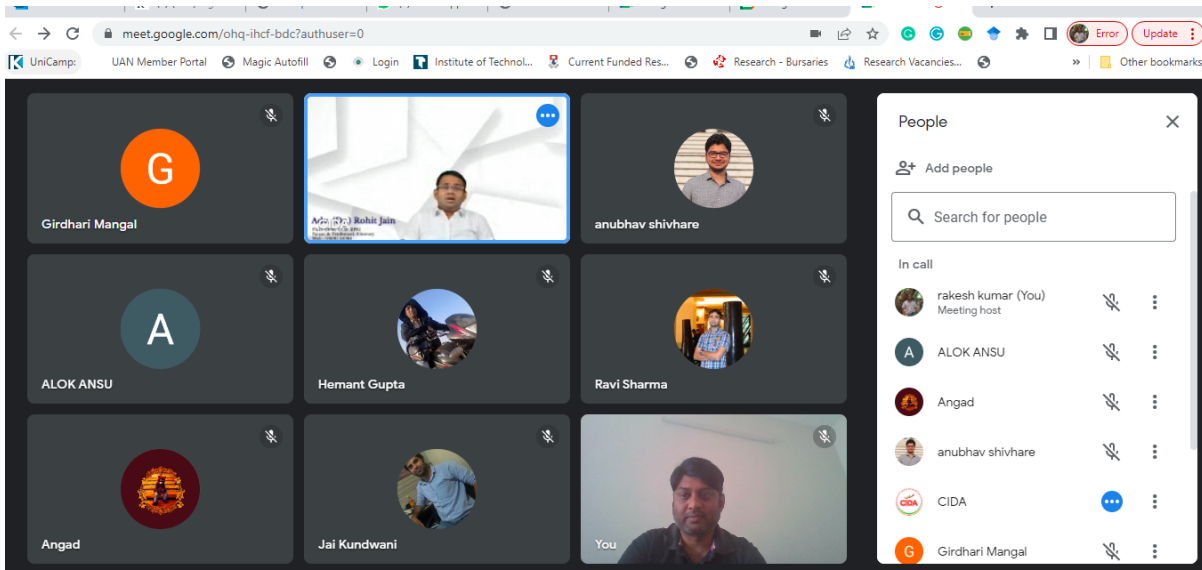 meet.google.com/ohq-ihcf-bdc?authuser=0
Error
Update
UniCamp:
UAN Member Portal
Magic Autofill
Login
Institute of Technol...
Current Funded Res...
Research - Bursaries
Research Vacancies...
»
Other bookmarks
G
Girdhari Mangal
Rohit Jain
anubhav shivhare
A
ALOK ANSU
Hemant Gupta
Ravi Sharma
Angad
Jai Kundwani
You
People
Add people
Search for people
In call
rakesh kumar (You)
Meeting host
A
ALOK ANSU
Angad
anubhav shivhare
CIDA
CIDA
G
Girdhari Mangal